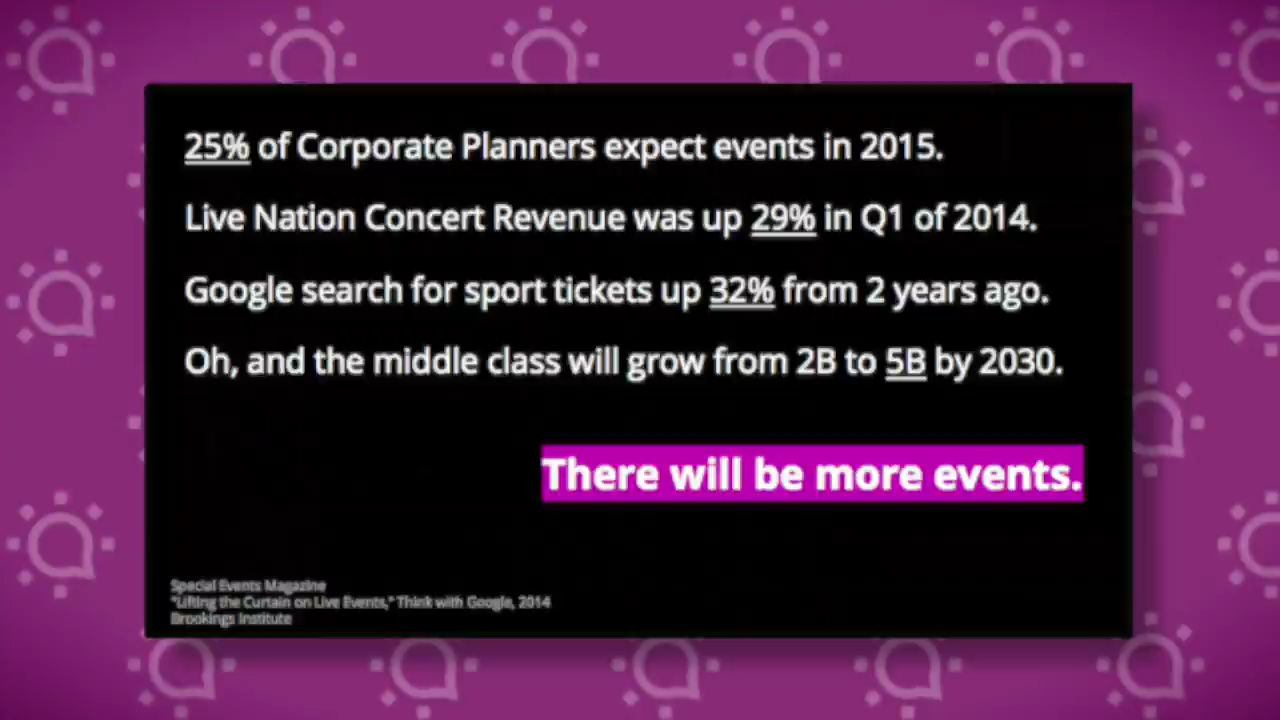 25% of Corporate Planners expect events in 2015.
Live Nation Concert Revenue was up 29% in Q1 of 2014.
Google search for sport tickets up 32% from 2 years ago.
Oh, and the middle class will grow from 2B to 5B by 2030.
There will be more events.
Special Events Magazine
"Lifting the Curtain on Live Events," Think with Google, 2014
Brookings Institute